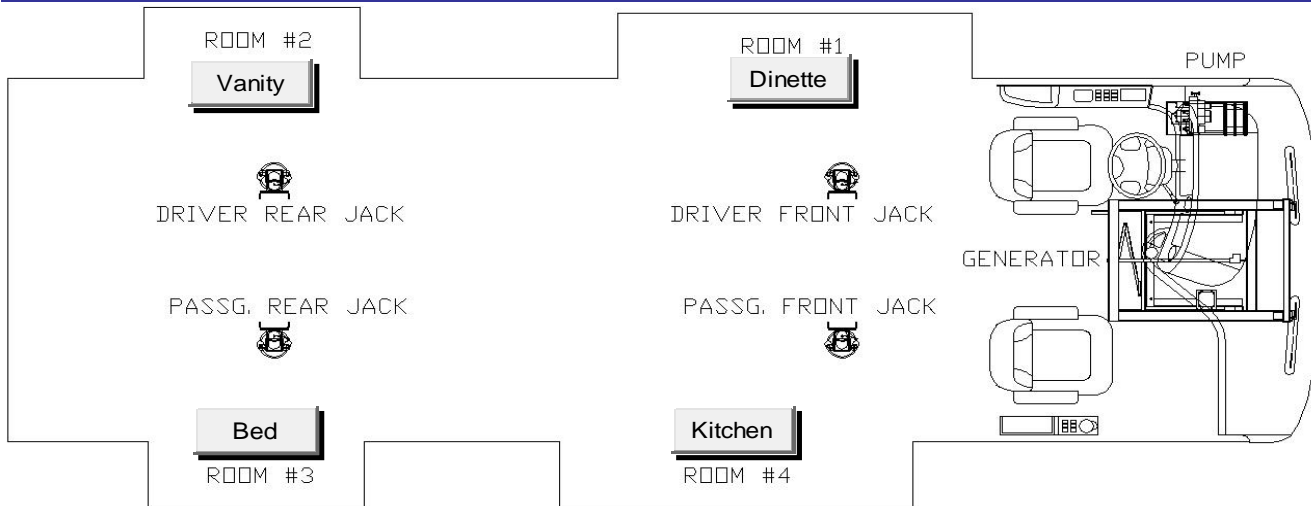 ROOM #2
Vanity
ROOM #1
Dinette
PUMP
DRIVER REAR JACK
DRIVER FRONT JACK
GENERATOR
PASSG. REAR JACK
PASSG. FRONT JACK
Bed
ROOM #3
Kitchen
ROOM #4